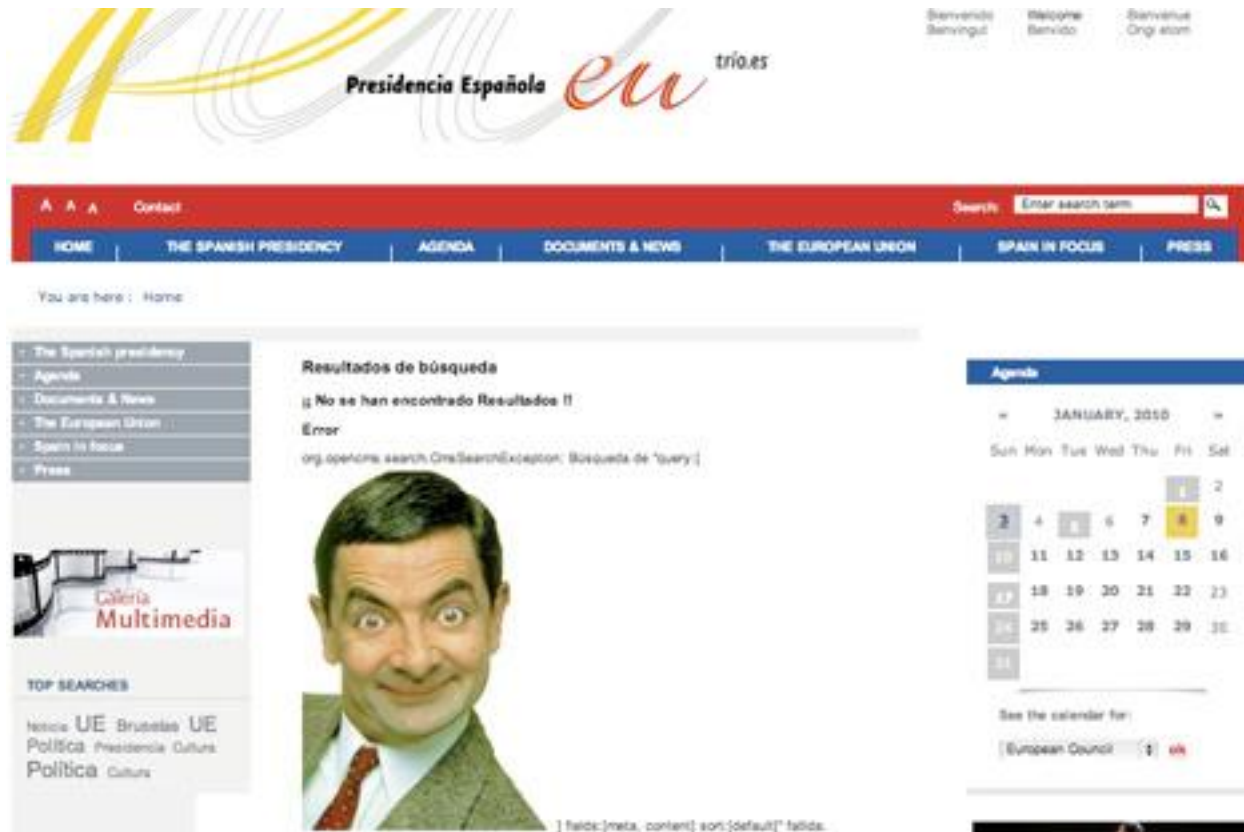 Bienvenido Welcome Bienvenue
Benvingut Benvido Ongi etorri
Presidencia Española eu trio.es
A A A Contact
Search: Enter search term
HOME THE SPANISH PRESIDENCY AGENDA DOCUMENTS & NEWS THE EUROPEAN UNION SPAIN IN FOCUS PRESS
You are here : Home
The Spanish presidency
Agenda
Documents & News
The European Union
Spain in focus
Press
Galería
Multimedia
TOP SEARCHES
Noticia UE Bruselas UE
Política Presidencia Cultura
Política Cultura
Resultados de búsqueda
¡¡ No se han encontrado Resultados !!
Error
org.opencms.search.CmsSearchException: Búsqueda de "query:[
] fields:[meta, content] sort:[default]" fallida.
Agenda
« JANUARY, 2010 »
Sun Mon Tue Wed Thu Fri Sat
1 2
3 4 5 6 7 8 9
10 11 12 13 14 15 16
17 18 19 20 21 22 23
24 25 26 27 28 29 30
31
See the calendar for:
European Council ok